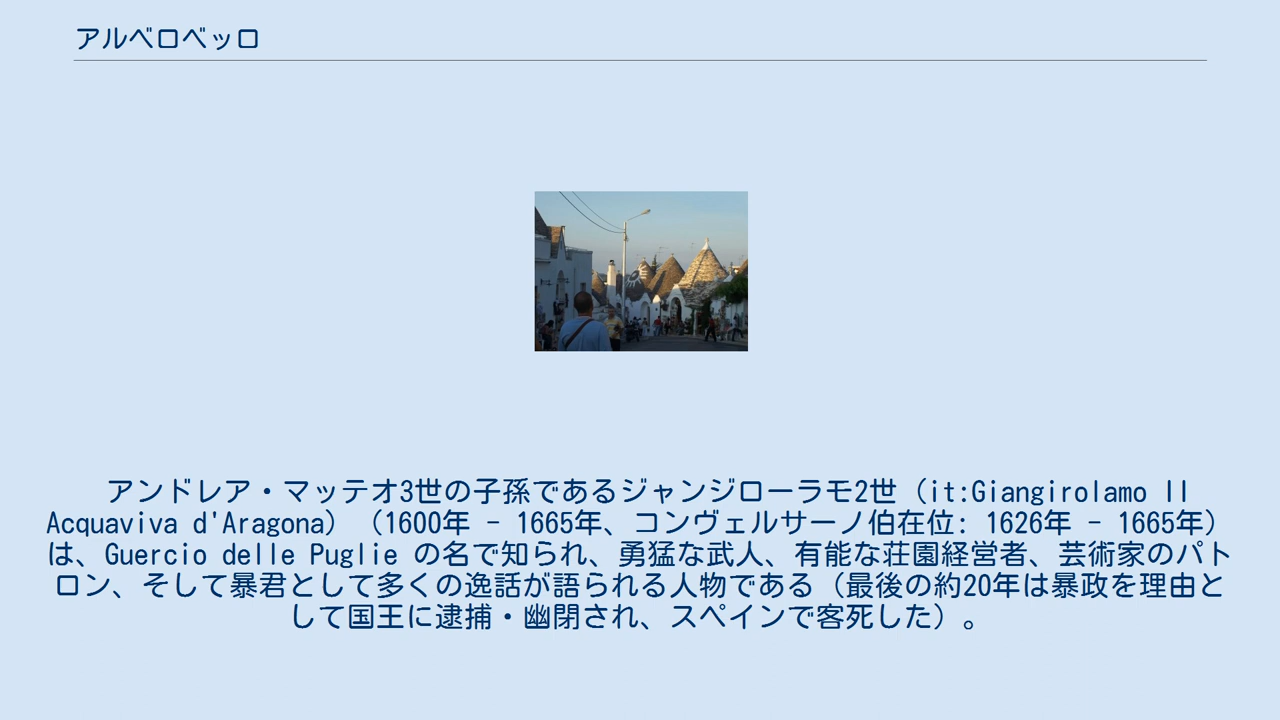 アルベロベッロ
アンドレア・マッテオ3世の子孫であるジャンジローラモ2世（it:Giangirolamo II
Acquaviva d'Aragona）（1600年 - 1665年、コンヴェルサーノ伯在位: 1626年 - 1665年）
は、Guercio delle Puglie の名で知られ、勇猛な武人、有能な荘園経営者、芸術家のパト
ロン、そして暴君として多くの逸話が語られる人物である（最後の約20年は暴政を理由と
して国王に逮捕・幽閉され、スペインで客死した）。